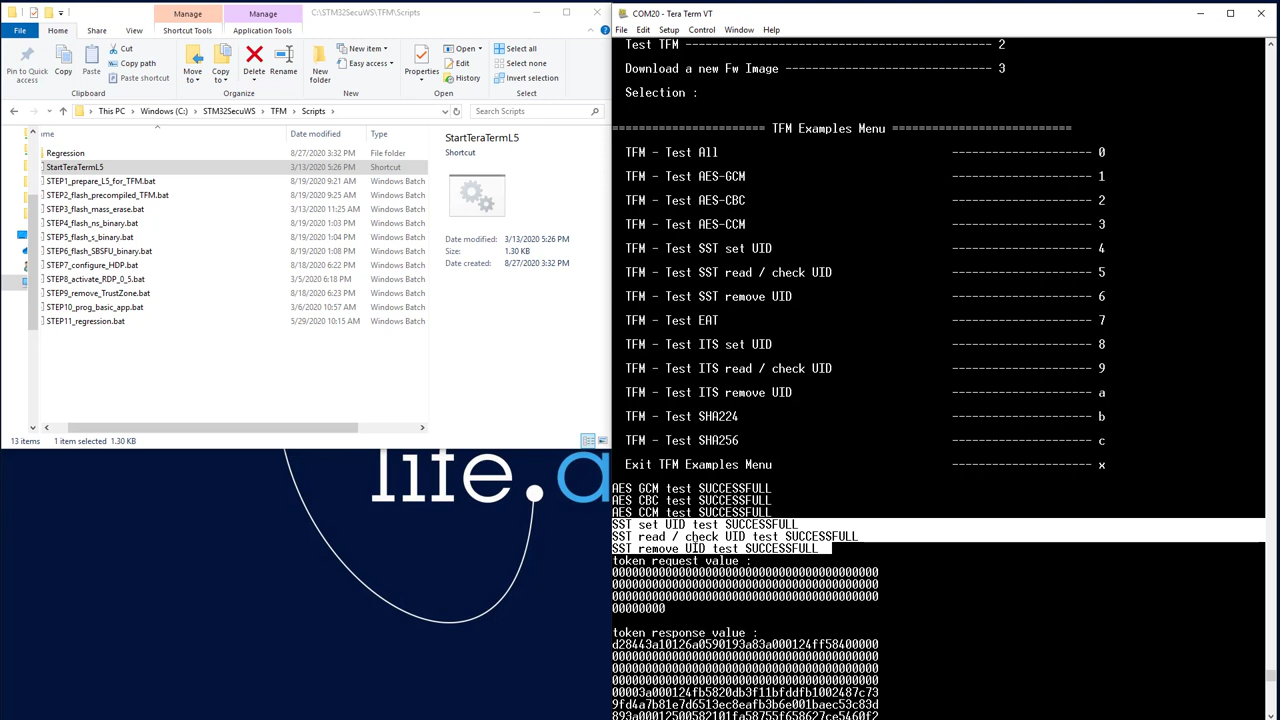 Manage
Manage
C:\STM32SecuWS\TFM\Scripts
File
Home
Share
View
Shortcut Tools
Application Tools
Pin to Quick access
Copy
Paste
Cut
Copy path
Paste shortcut
Clipboard
Move to
Copy to
Delete
Rename
Organize
New folder
New item
Easy access
New
Properties
Open
Edit
History
Open
Select all
Select none
Invert selection
Select
This PC > Windows (C:) > STM32SecuWS > TFM > Scripts
Search Scripts
ime
Date modified
Type
Regression 8/27/2020 3:32 PM File folder
StartTeraTermL5 3/13/2020 5:26 PM Shortcut
STEP1_prepare_L5_for_TFM.bat 8/19/2020 9:21 AM Windows Batch
STEP2_flash_precompiled_TFM.bat 8/19/2020 9:25 AM Windows Batch
STEP3_flash_mass_erase.bat 3/13/2020 11:25 AM Windows Batch
STEP4_flash_ns_binary.bat 8/19/2020 1:03 PM Windows Batch
STEP5_flash_s_binary.bat 8/19/2020 1:04 PM Windows Batch
STEP6_flash_SBSFU_binary.bat 8/19/2020 1:08 PM Windows Batch
STEP7_configure_HDP.bat 8/18/2020 6:22 PM Windows Batch
STEP8_activate_RDP_0_5.bat 3/5/2020 6:18 PM Windows Batch
STEP9_remove_TrustZone.bat 8/18/2020 6:23 PM Windows Batch
STEP10_prog_basic_app.bat 3/6/2020 10:57 AM Windows Batch
STEP11_regression.bat 5/29/2020 10:15 AM Windows Batch
StartTeraTermL5
Shortcut
Date modified: 3/13/2020 5:26 PM
Size: 1.30 KB
Date created: 8/27/2020 3:32 PM
13 items 1 item selected 1.30 KB
life.a
COM20 - Tera Term VT
File Edit Setup Control Window Help
Test TFM ---------------------------------------------- 2
Download a new Fw Image -------------------------------- 3
Selection :
======================= TFM Examples Menu ===========================
TFM - Test All --------------------- 0
TFM - Test AES-GCM --------------------- 1
TFM - Test AES-CBC --------------------- 2
TFM - Test AES-CCM --------------------- 3
TFM - Test SST set UID --------------------- 4
TFM - Test SST read / check UID --------------------- 5
TFM - Test SST remove UID --------------------- 6
TFM - Test EAT --------------------- 7
TFM - Test ITS set UID --------------------- 8
TFM - Test ITS read / check UID --------------------- 9
TFM - Test ITS remove UID --------------------- a
TFM - Test SHA224 --------------------- b
TFM - Test SHA256 --------------------- c
Exit TFM Examples Menu --------------------- x
AES GCM test SUCCESSFULL
AES CBC test SUCCESSFULL
AES CCM test SUCCESSFULL
SST set UID test SUCCESSFULL
SST read / check UID test SUCCESSFULL
SST remove UID test SUCCESSFULL
token request value :
0000000000000000000000000000000000000000
0000000000000000000000000000000000000000
0000000000000000000000000000000000000000
00000000
token response value :
d28443a10126a0590193a83a000124ff58400000
0000000000000000000000000000000000000000
0000000000000000000000000000000000000000
0000000000000000000000000000000000000000
00003a000124fb5820db3f11bfddfb1002487c73
9fd4a7b81e7d6513ec8eafb3b6e001baec53c83d
893a00012500582101fa58755f658627ce5460f2